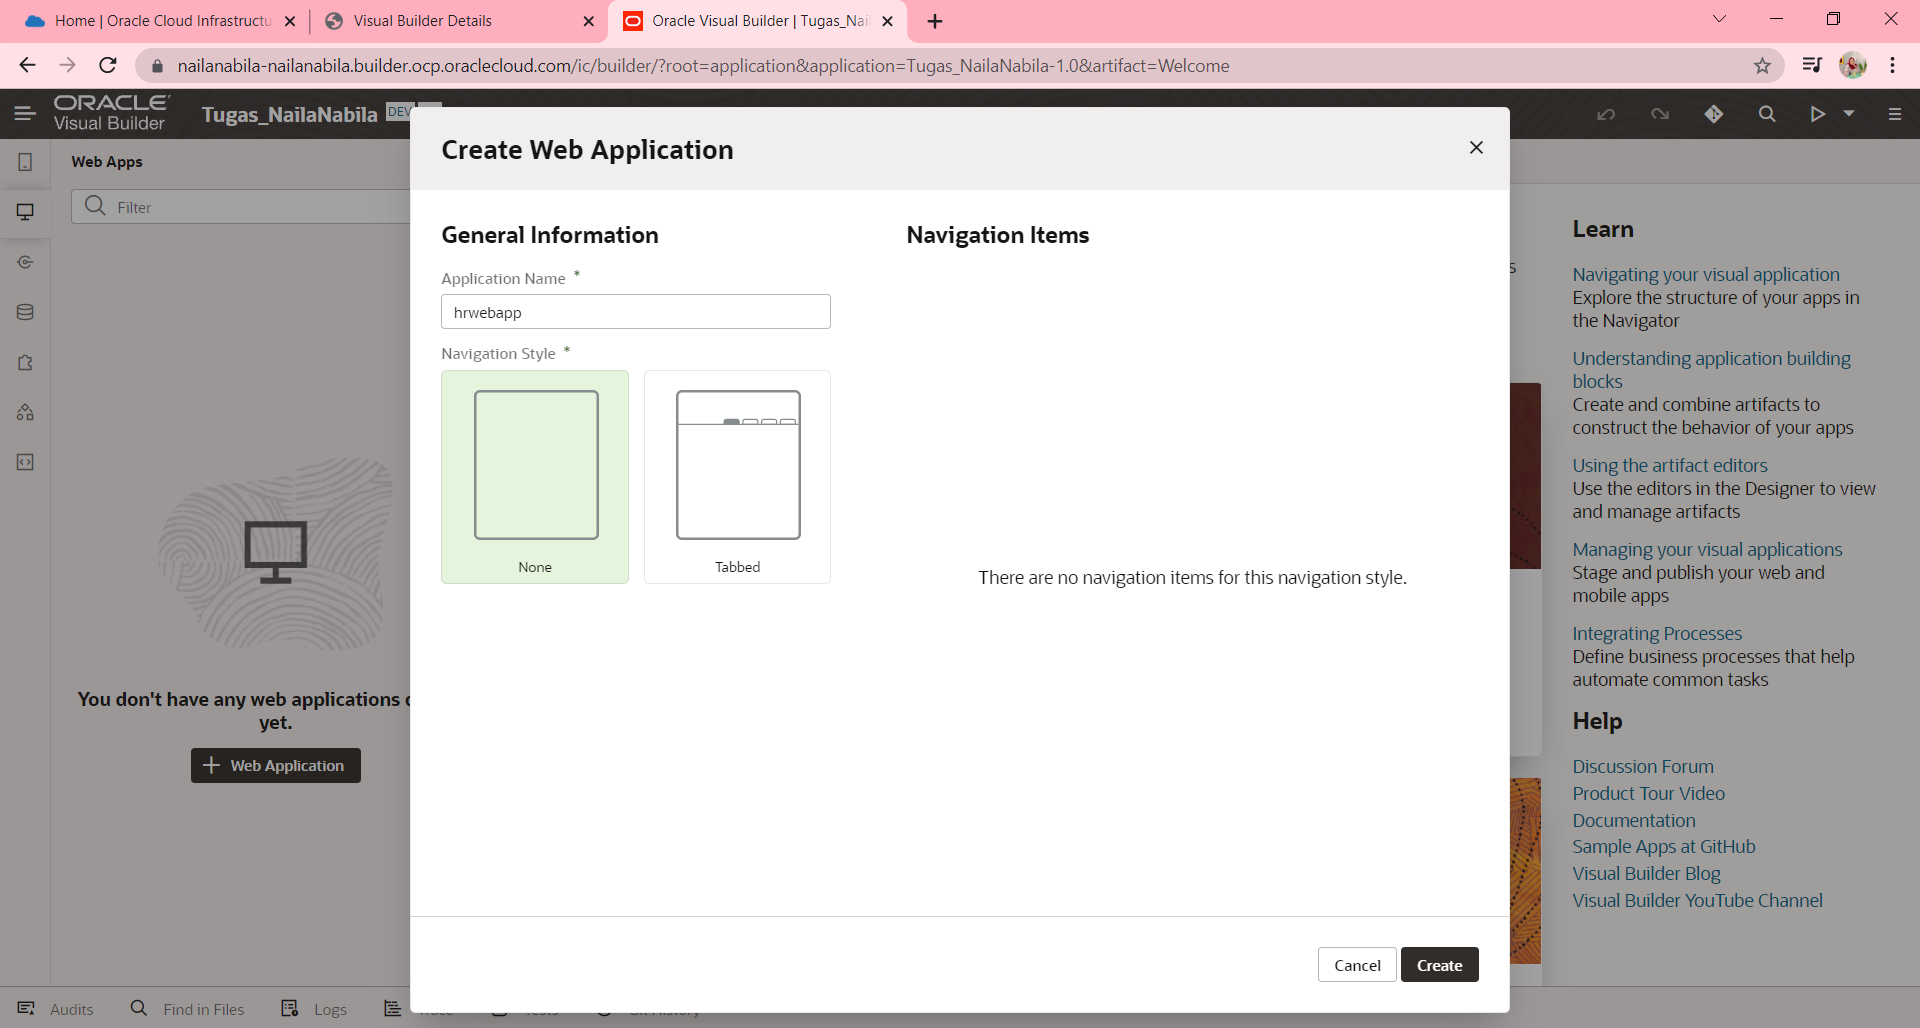 Home | Oracle Cloud Infrastructu
Visual Builder Details
Oracle Visual Builder | Tugas_Nail
nailanabila-nailanabila.builder.ocp.oraclecloud.com/ic/builder/?root=application&application=Tugas_NailaNabila-1.0&artifact=Welcome
ORACLE
Visual Builder
Tugas_NailaNabila
DEV
Web Apps
Filter
You don't have any web applications
yet.
Web Application
Create Web Application
General Information
Application Name *
hrwebapp
Navigation Style *
None
Tabbed
Navigation Items
There are no navigation items for this navigation style.
Cancel
Create
Learn
Navigating your visual application
Explore the structure of your apps in
the Navigator
Understanding application building
blocks
Create and combine artifacts to
construct the behavior of your apps
Using the artifact editors
Use the editors in the Designer to view
and manage artifacts
Managing your visual applications
Stage and publish your web and
mobile apps
Integrating Processes
Define business processes that help
automate common tasks
Help
Discussion Forum
Product Tour Video
Documentation
Sample Apps at GitHub
Visual Builder Blog
Visual Builder YouTube Channel
Audits
Find in Files
Logs